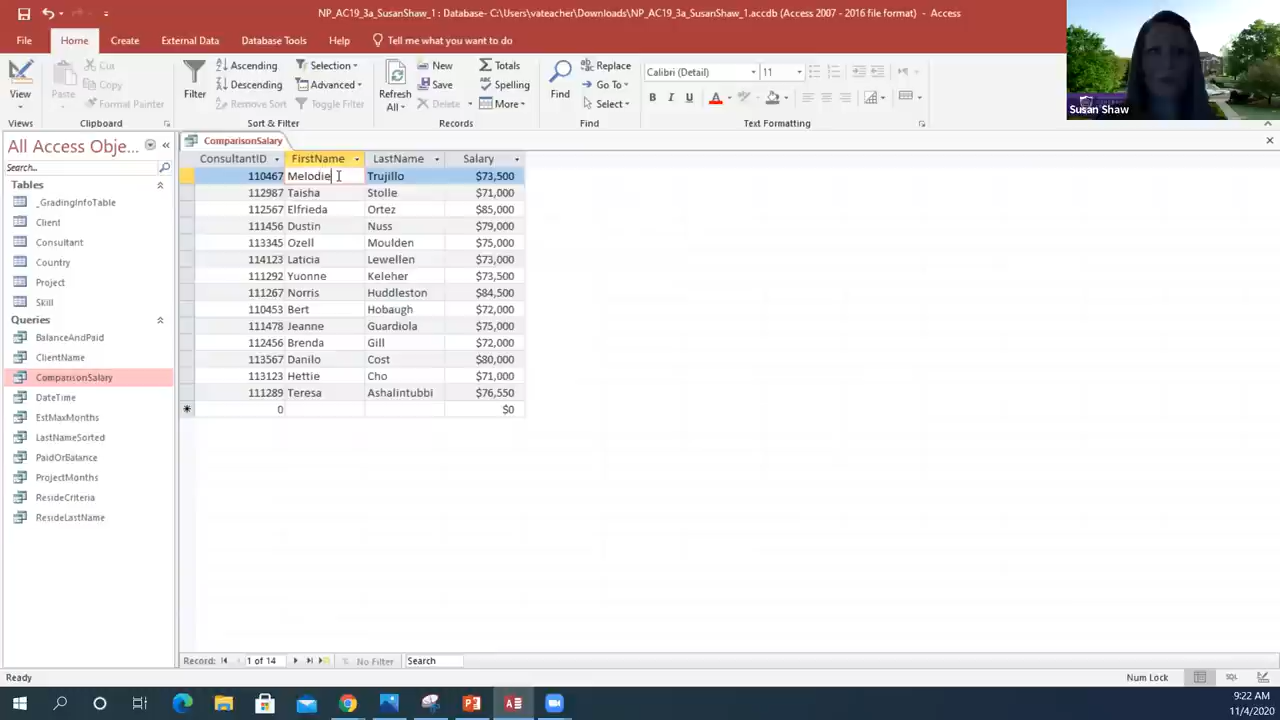 NP_AC19_3a_SusanShaw_1 : Database- C:\Users\vateacher\Downloads\NP_AC19_3a_SusanShaw_1.accdb (Access 2007 - 2016 file format) - Access
File Home Create External Data Database Tools Help Tell me what you want to do
View
Views
Paste
Cut
Copy
Format Painter
Clipboard
Filter
Ascending
Descending
Remove Sort
Selection
Advanced
Toggle Filter
Sort & Filter
Refresh All
New
Save
Delete
Totals
Spelling
More
Records
Find
Replace
Go To
Select
Find
Calibri (Detail) 11
B I U A
Text Formatting
Susan Shaw
All Access Obje...
Search...
Tables
_GradingInfoTable
Client
Consultant
Country
Project
Skill
Queries
BalanceAndPaid
ClientName
ComparisonSalary
DateTime
EstMaxMonths
LastNameSorted
PaidOrBalance
ProjectMonths
ResideCriteria
ResideLastName
ComparisonSalary
ConsultantID FirstName LastName Salary
110467 Melodie Trujillo $73,500
112987 Taisha Stolle $71,000
112567 Elfrieda Ortez $85,000
111456 Dustin Nuss $79,000
113345 Ozell Moulden $75,000
114123 Laticia Lewellen $73,000
111292 Yuonne Keleher $73,500
111267 Norris Huddleston $84,500
110453 Bert Hobaugh $72,000
111478 Jeanne Guardiola $75,000
112456 Brenda Gill $72,000
113567 Danilo Cost $80,000
113123 Hettie Cho $71,000
111289 Teresa Ashalintubbi $76,550
0 $0
Record: 1 of 14 No Filter Search
Ready
Num Lock
SQL
9:22 AM
11/4/2020